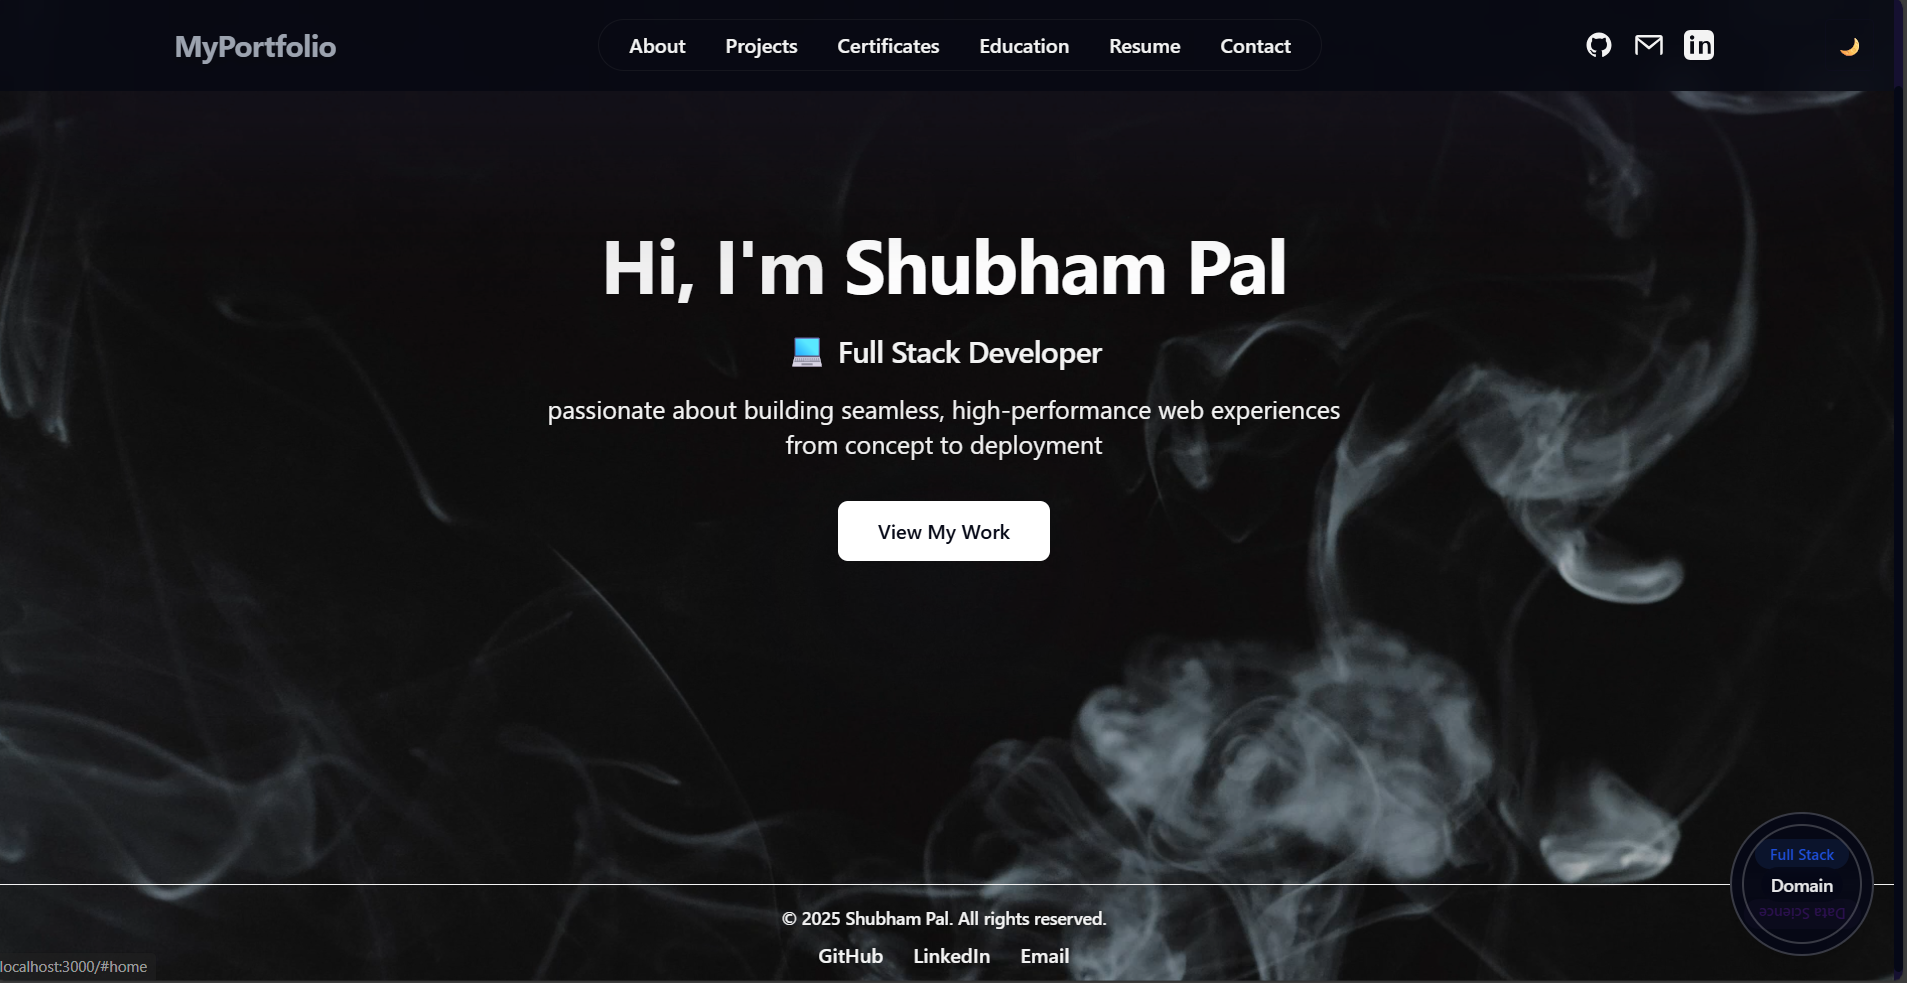 MyPortfolio
About Projects Certificates Education Resume Contact
in
Hi, I'm Shubham Pal
Full Stack Developer
passionate about building seamless, high-performance web experiences
from concept to deployment
View My Work
Full Stack
Domain
Data Science
© 2025 Shubham Pal. All rights reserved.
GitHub LinkedIn Email
localhost:3000/#home